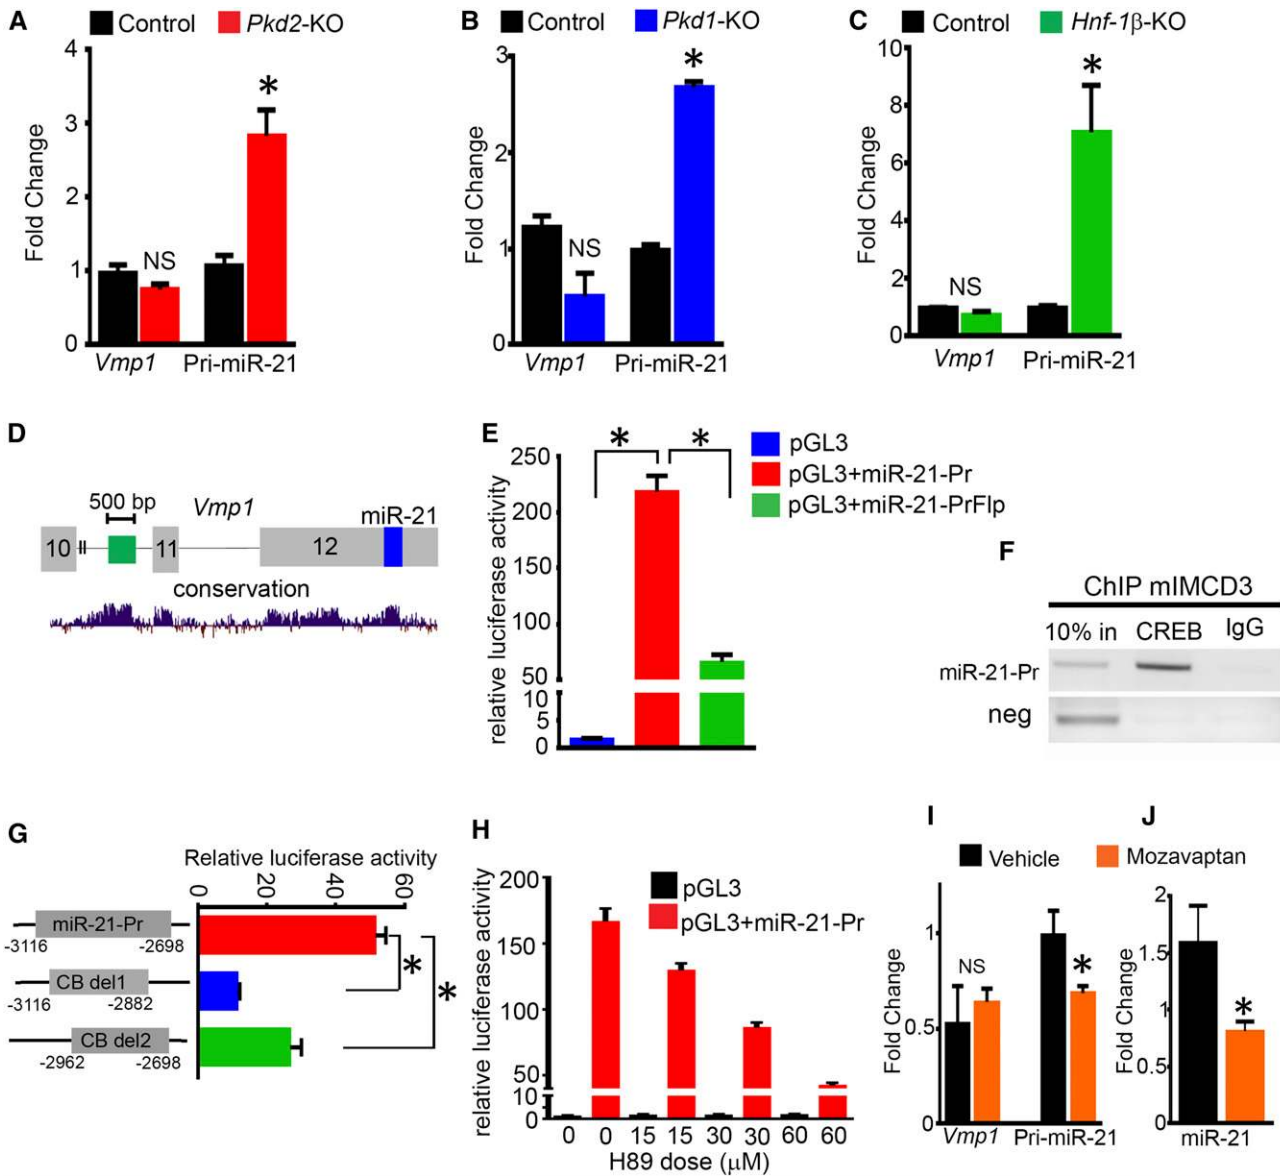 A
Control Pkd2-KO
Fold Change
4
3
2
1
0
NS
*
Vmp1 Pri-miR-21
B
Control Pkd1-KO
Fold Change
3
2
1
0
NS
*
Vmp1 Pri-miR-21
C
Control Hnf-1β-KO
Fold Change
10
8
6
4
2
0
NS
*
Vmp1 Pri-miR-21
D
500 bp Vmp1 miR-21
10 11 12
conservation
E
relative luciferase activity
250
200
150
100
50
10
5
0
* *
pGL3
pGL3+miR-21-Pr
pGL3+miR-21-PrFlp
F
ChIP mIMCD3
10% in CREB IgG
miR-21-Pr
neg
G
Relative luciferase activity
0 20 40 60
miR-21-Pr
-3116 -2698
CB del1
-3116 -2882
CB del2
-2962 -2698
*
*
H
relative luciferase activity
200
150
100
50
10
0
pGL3
pGL3+miR-21-Pr
0 0 15 15 30 30 60 60
H89 dose (μM)
I
J
Vehicle Mozavaptan
Fold Change
1
0.5
0
NS
*
Vmp1 Pri-miR-21
Fold Change
2
1.5
1
0.5
0
*
miR-21